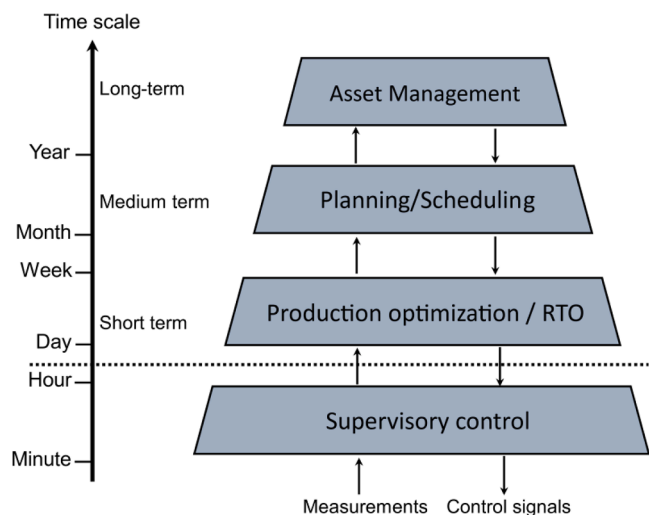 Time scale
Long-term
Asset Management
Year
Medium term
Planning/Scheduling
Month
Week
Production optimization / RTO
Short term
Day
Hour
Supervisory control
Minute
Measurements
Control signals